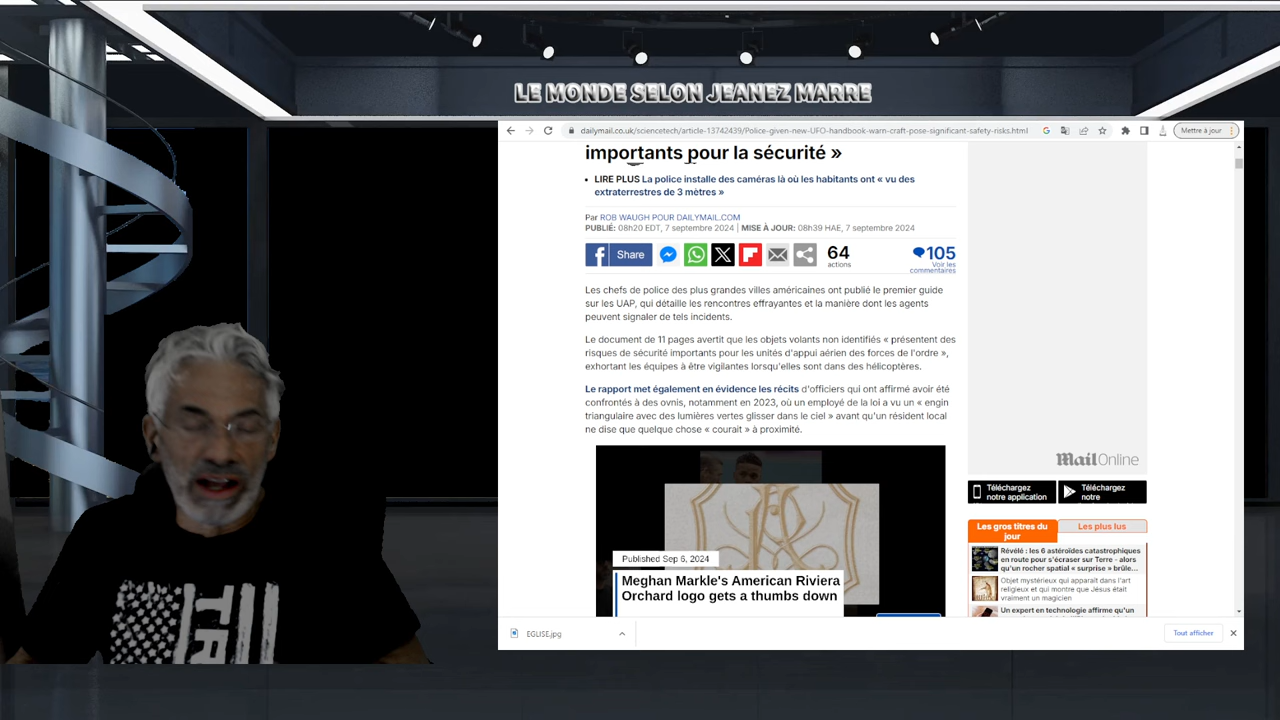 LE MONDE SELON JEANEZ MARRE
dailymail.co.uk/sciencetech/article-13742439/Police-given-new-UFO-handbook-warn-craft-pose-significant-safety-risks.html
Mettre à jour
importants pour la sécurité »
LIRE PLUS La police installe des caméras là où les habitants ont « vu des
extraterrestres de 3 mètres »
Par ROB WAUGH POUR DAILYMAIL.COM
PUBLIÉ: 08h20 EDT, 7 septembre 2024 | MISE À JOUR: 08h39 HAE, 7 septembre 2024
Share
64
actions
105
Voir les
commentaires
Les chefs de police des plus grandes villes américaines ont publié le premier guide
sur les UAP, qui détaille les rencontres effrayantes et la manière dont les agents
peuvent signaler de tels incidents.
Le document de 11 pages avertit que les objets volants non identifiés « présentent des
risques de sécurité importants pour les unités d'appui aérien des forces de l'ordre »,
exhortant les équipes à être vigilantes lorsqu'elles sont dans des hélicoptères.
Le rapport met également en évidence les récits d'officiers qui ont affirmé avoir été
confrontés à des ovnis, notamment en 2023, où un employé de la loi a vu un « engin
triangulaire avec des lumières vertes glisser dans le ciel » avant qu'un résident local
ne dise que quelque chose « courait » à proximité.
Published Sep 6, 2024
Meghan Markle's American Riviera
Orchard logo gets a thumbs down
MailOnline
Téléchargez
notre application
Téléchargez
notre
Les gros titres du
jour
Les plus lus
Révélé : les 6 astéroïdes catastrophiques
en route pour s'écraser sur Terre - alors
qu'un rocher spatial « surprise » brûle...
Objet mystérieux qui apparaît dans l'art
religieux et qui montre que Jésus était
vraiment un magicien
Un expert en technologie affirme qu'un
EGLISE.jpg
Tout afficher